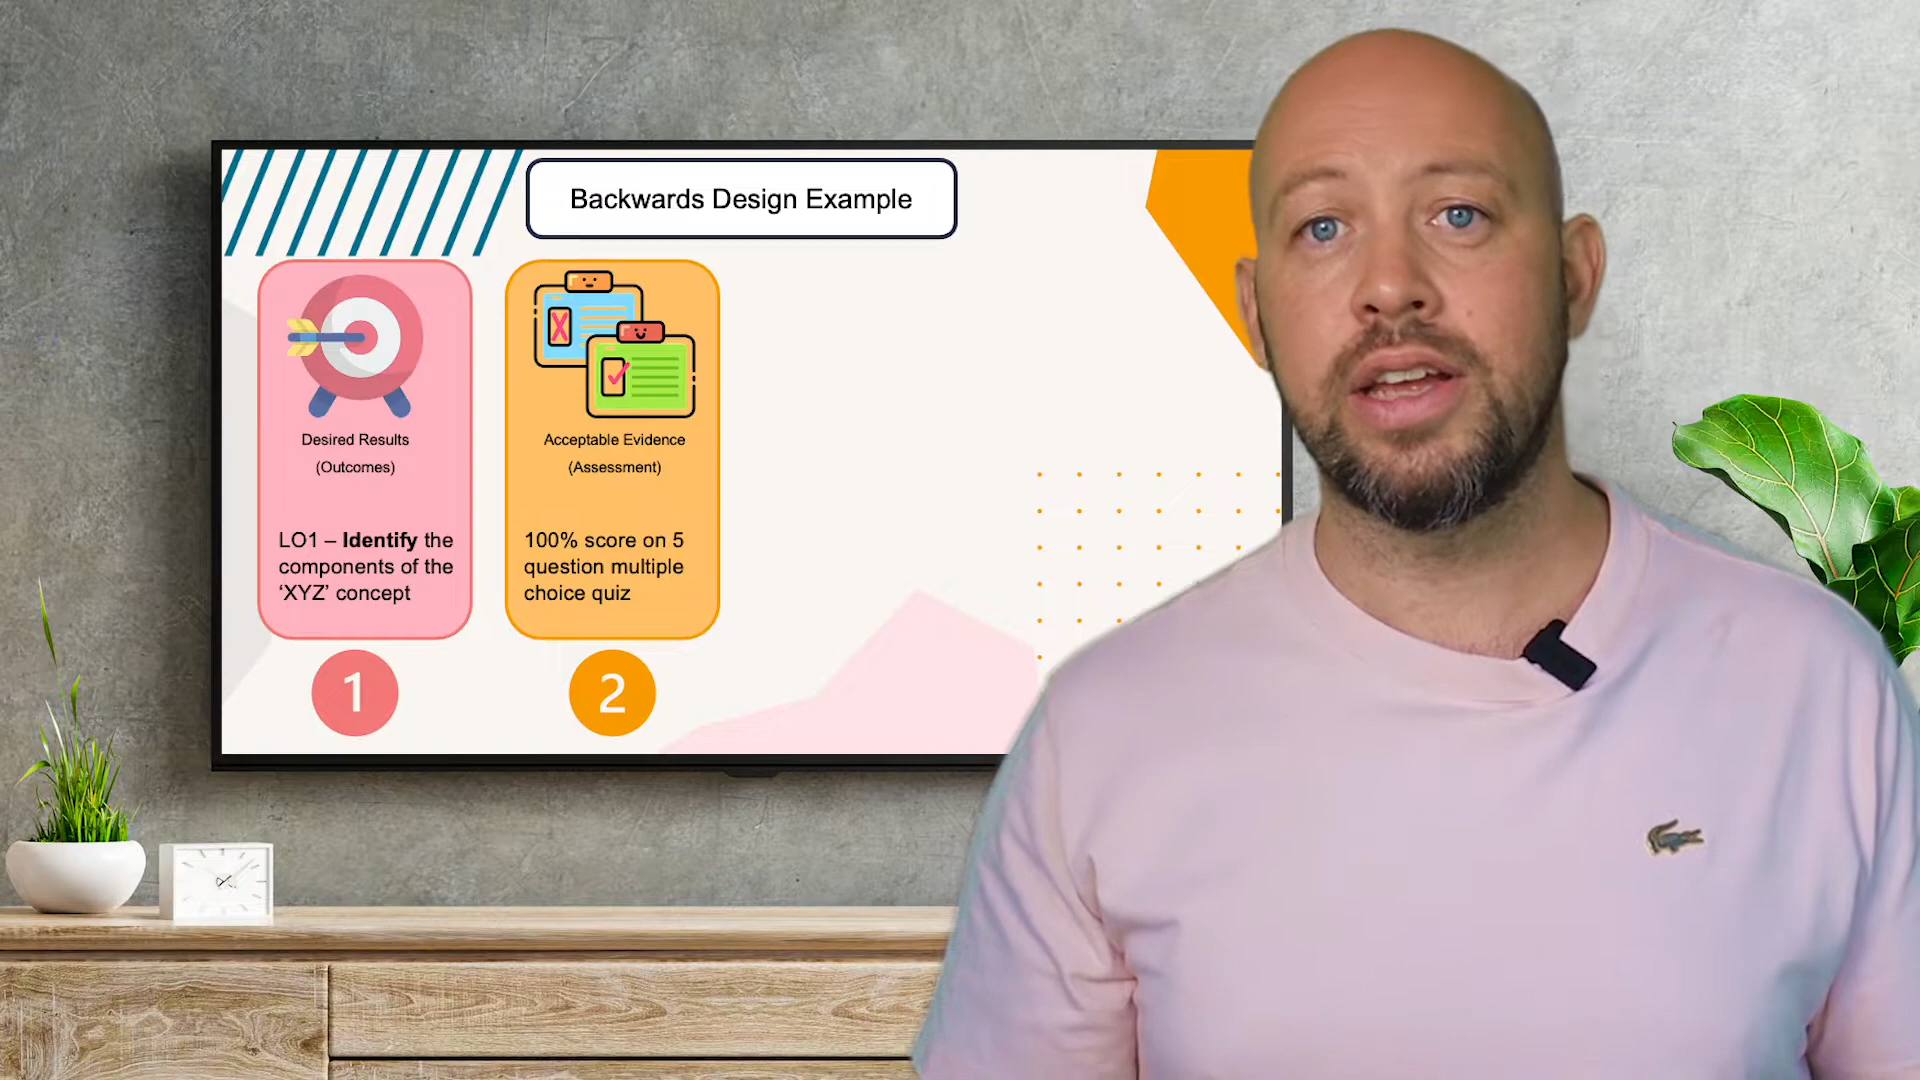 Backwards Design Example
Desired Results
(Outcomes)
LO1 – Identify the
components of the
‘XYZ’ concept
1
Acceptable Evidence
(Assessment)
100% score on 5
question multiple
choice quiz
2